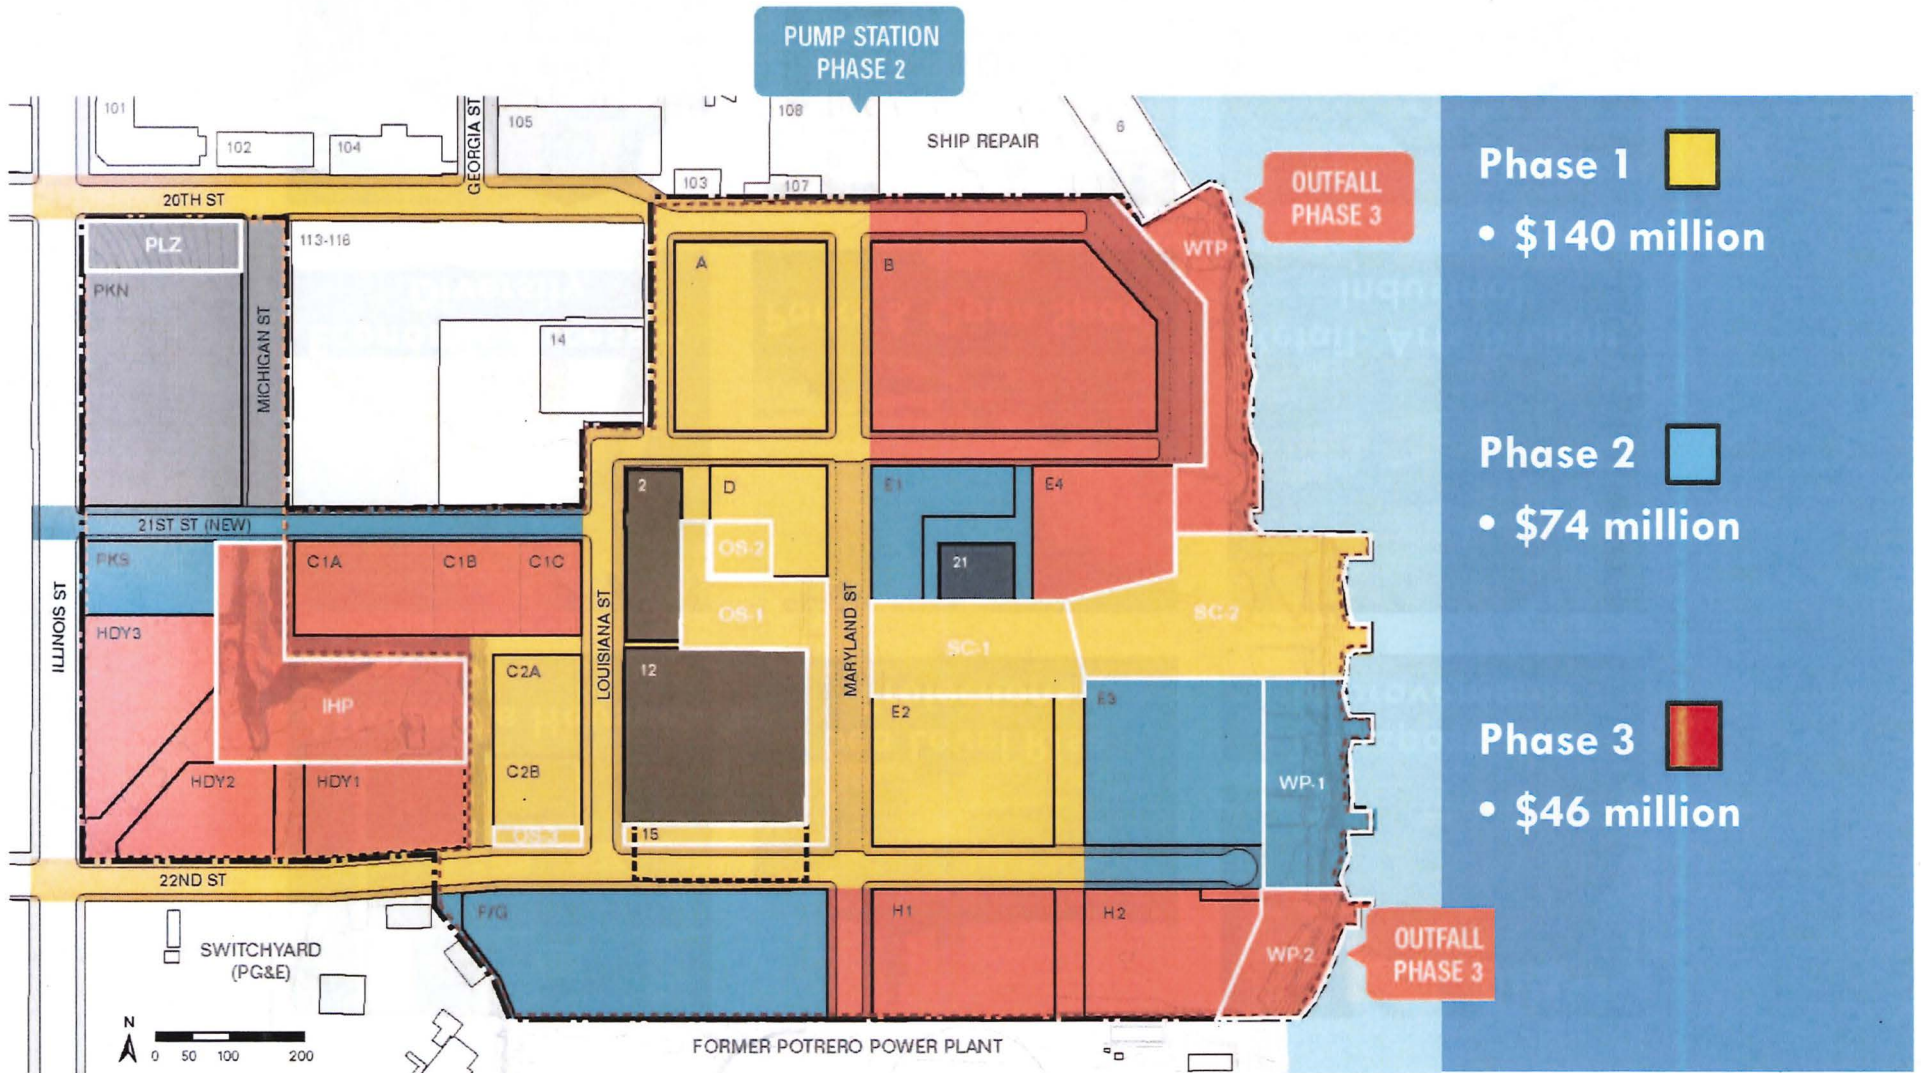 PUMP STATION
PHASE 2
101
102
104
GEORGIA ST
105
108
SHIP REPAIR
6
103
107
20TH ST
OUTFALL
PHASE 3
Phase 1
• $140 million
PLZ
113-116
A
B
WTP
PKN
MICHIGAN ST
14
2
D
E1
E4
Phase 2
• $74 million
21ST ST (NEW)
OS-2
PKS
C1A
C1B
C1C
21
ILLINOIS ST
LOUISIANA ST
MARYLAND ST
OS-1
SC-2
HDY3
SC-1
C2A
12
IHP
E2
E3
Phase 3
• $46 million
HDY2
HDY1
C2B
WP-1
OS-3
15
22ND ST
F/G
H1
H2
OUTFALL
PHASE 3
SWITCHYARD
(PG&E)
WP-2
N
0 50 100 200
FORMER POTRERO POWER PLANT